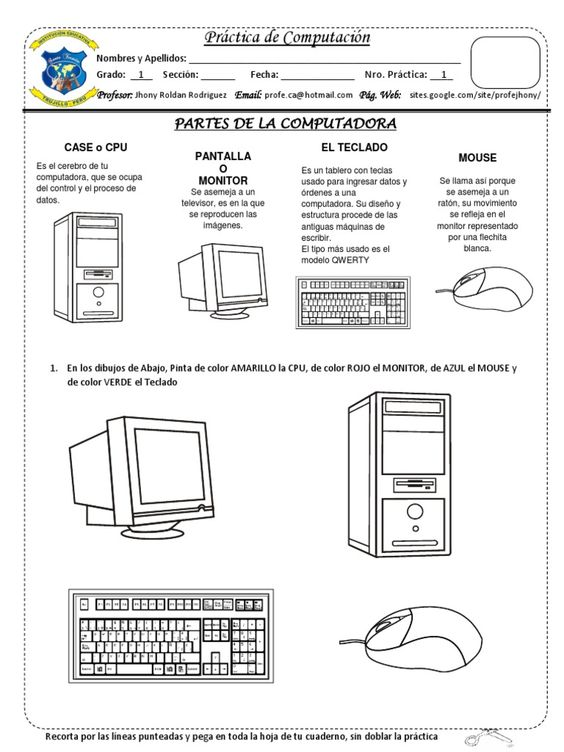 Práctica de Computación
INSTITUCIÓN EDUCATIVA
TRUJILLO - PERU
Nombres y Apellidos:
Grado: 1 Sección: Fecha: Nro. Práctica: 1
Profesor: Jhony Roldan Rodriguez Email: profe.ca@hotmail.com Pág. Web: sites.google.com/site/profejhony/
PARTES DE LA COMPUTADORA
CASE o CPU
Es el cerebro de tu
computadora, que se ocupa
del control y el proceso de
datos.
PANTALLA
O
MONITOR
Se asemeja a un
televisor, es en la que
se reproducen las
imágenes.
EL TECLADO
Es un tablero con teclas
usado para ingresar datos y
órdenes a una
computadora. Su diseño y
estructura procede de las
antiguas máquinas de
escribir.
El tipo más usado es el
modelo QWERTY
MOUSE
Se llama así porque
se asemeja a un
ratón, su movimiento
se refleja en el
monitor representado
por una flechita
blanca.
1. En los dibujos de Abajo, Pinta de color AMARILLO la CPU, de color ROJO el MONITOR, de AZUL el MOUSE y
de color VERDE el Teclado
Recorta por las líneas punteadas y pega en toda la hoja de tu cuaderno, sin doblar la práctica